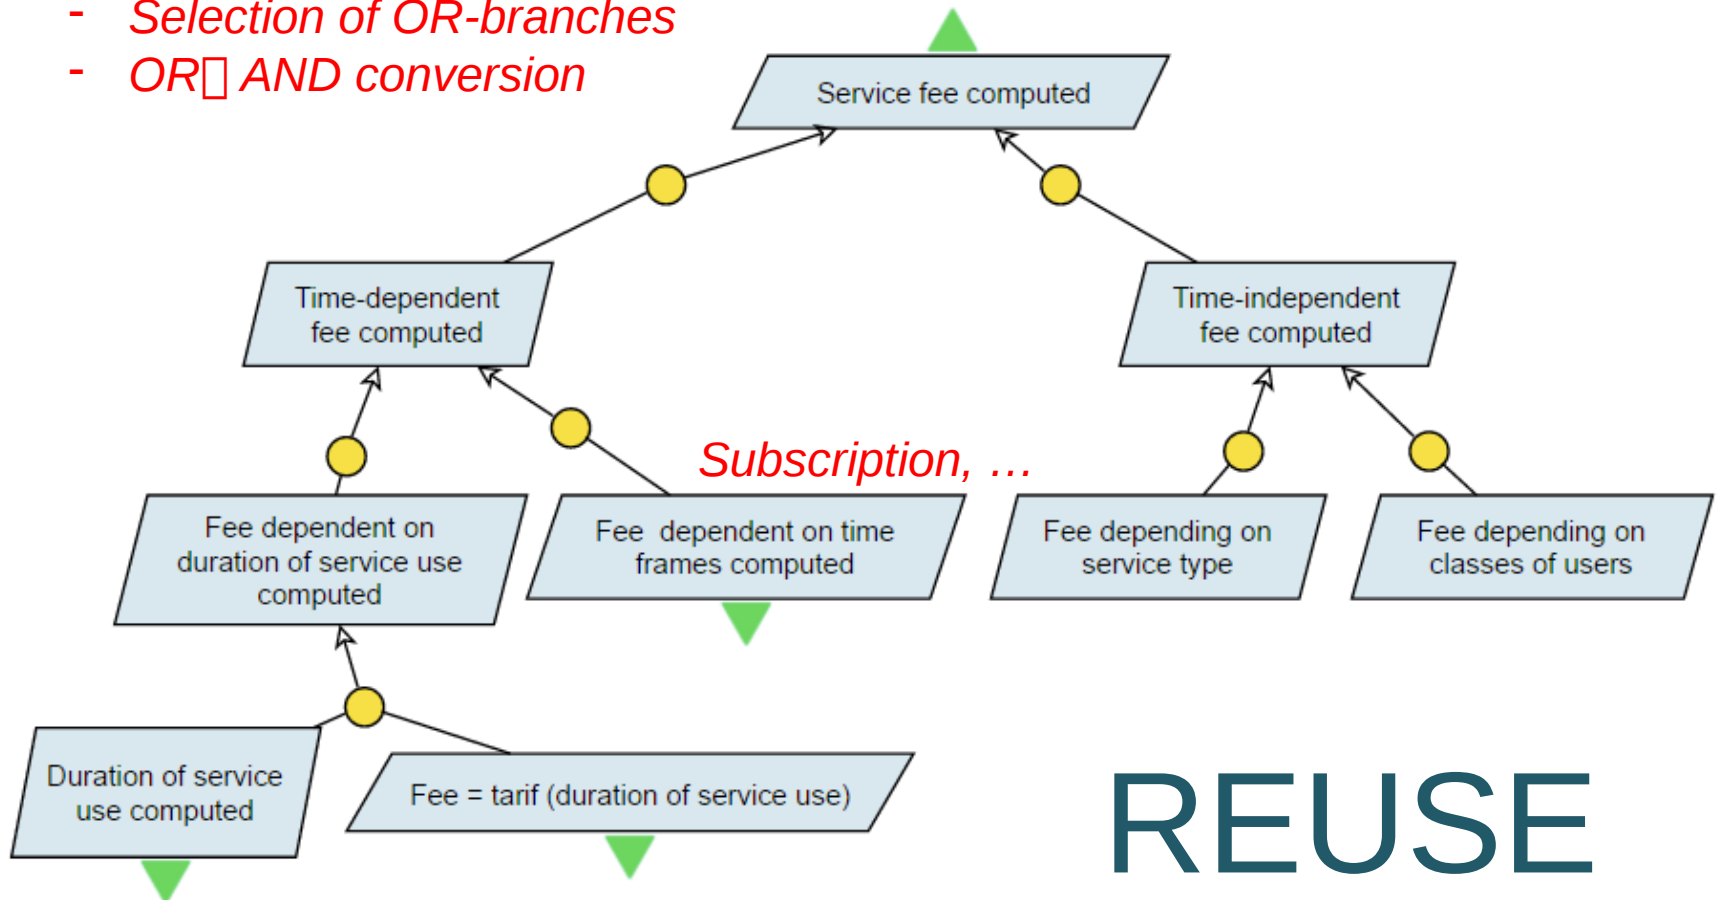 - Selection of OR-branches
- OR▯ AND conversion
Service fee computed
Time-dependent
fee computed
Time-independent
fee computed
Subscription, …
Fee dependent on
duration of service use
computed
Fee dependent on time
frames computed
Fee depending on
service type
Fee depending on
classes of users
Duration of service
use computed
Fee = tarif (duration of service use)
REUSE